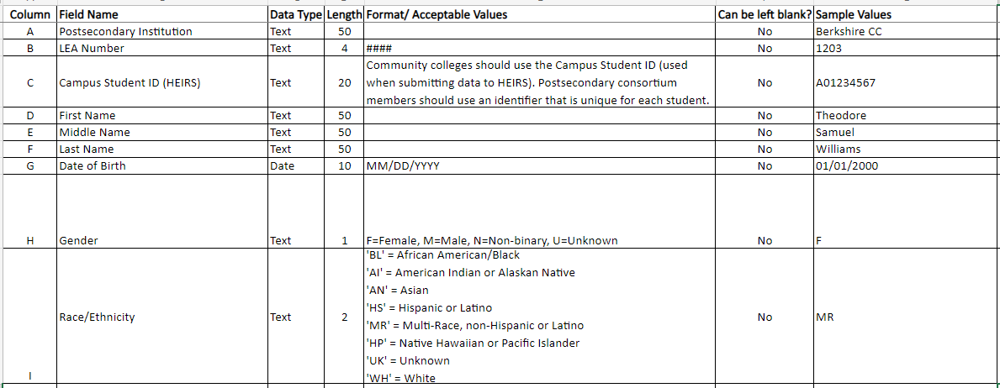 Column Field Name Data Type Length Format/ Acceptable Values Can be left blank? Sample Values
A Postsecondary Institution Text 50 No Berkshire CC
B LEA Number Text 4 #### No 1203
Community colleges should use the Campus Student ID (used
C Campus Student ID (HEIRS) Text 20 when submitting data to HEIRS). Postsecondary consortium No A01234567
members should use an identifier that is unique for each student.
D First Name Text 50 No Theodore
E Middle Name Text 50 No Samuel
F Last Name Text 50 No Williams
G Date of Birth Date 10 MM/DD/YYYY No 01/01/2000
H Gender Text 1 F=Female, M=Male, N=Non-binary, U=Unknown No F
'BL' = African American/Black
'AI' = American Indian or Alaskan Native
'AN' = Asian
'HS' = Hispanic or Latino
Race/Ethnicity Text 2 'MR' = Multi-Race, non-Hispanic or Latino No MR
'HP' = Native Hawaiian or Pacific Islander
'UK' = Unknown
I 'WH' = White